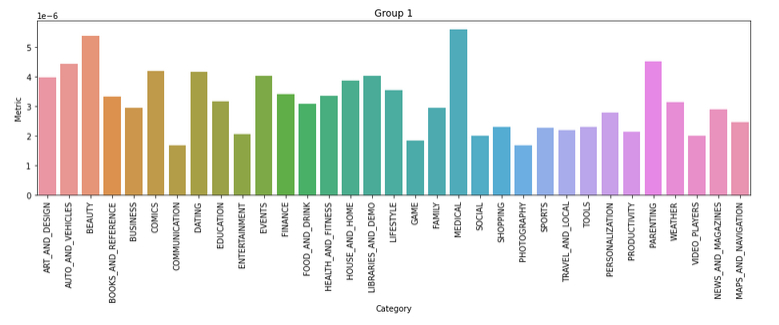 Group 1
1e−6
5
4
3
2
1
0
Metric
ART_AND_DESIGN
AUTO_AND_VEHICLES
BEAUTY
BOOKS_AND_REFERENCE
BUSINESS
COMICS
COMMUNICATION
DATING
EDUCATION
ENTERTAINMENT
EVENTS
FINANCE
FOOD_AND_DRINK
HEALTH_AND_FITNESS
HOUSE_AND_HOME
LIBRARIES_AND_DEMO
LIFESTYLE
GAME
FAMILY
MEDICAL
SOCIAL
SHOPPING
PHOTOGRAPHY
SPORTS
TRAVEL_AND_LOCAL
TOOLS
PERSONALIZATION
PRODUCTIVITY
PARENTING
WEATHER
VIDEO_PLAYERS
NEWS_AND_MAGAZINES
MAPS_AND_NAVIGATION
Category